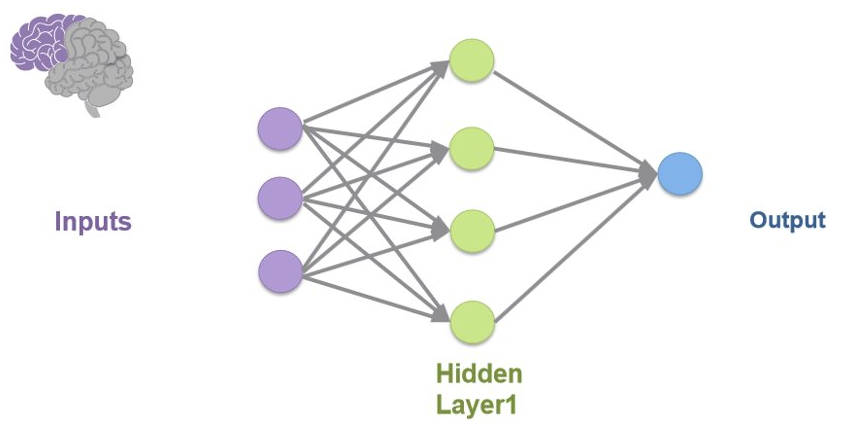 Inputs
Output
Hidden
Layer1